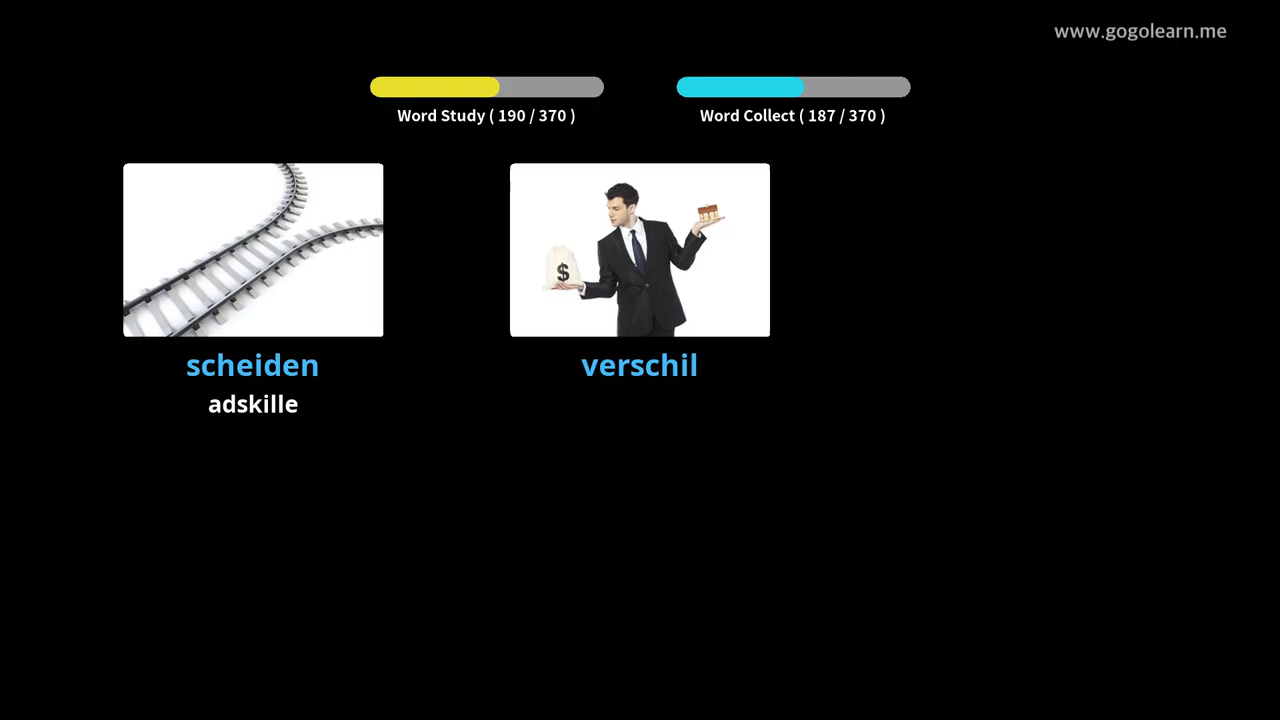 www.gogolearn.me
Word Study ( 190 / 370 )
Word Collect ( 187 / 370 )
$
scheiden
verschil
adskille